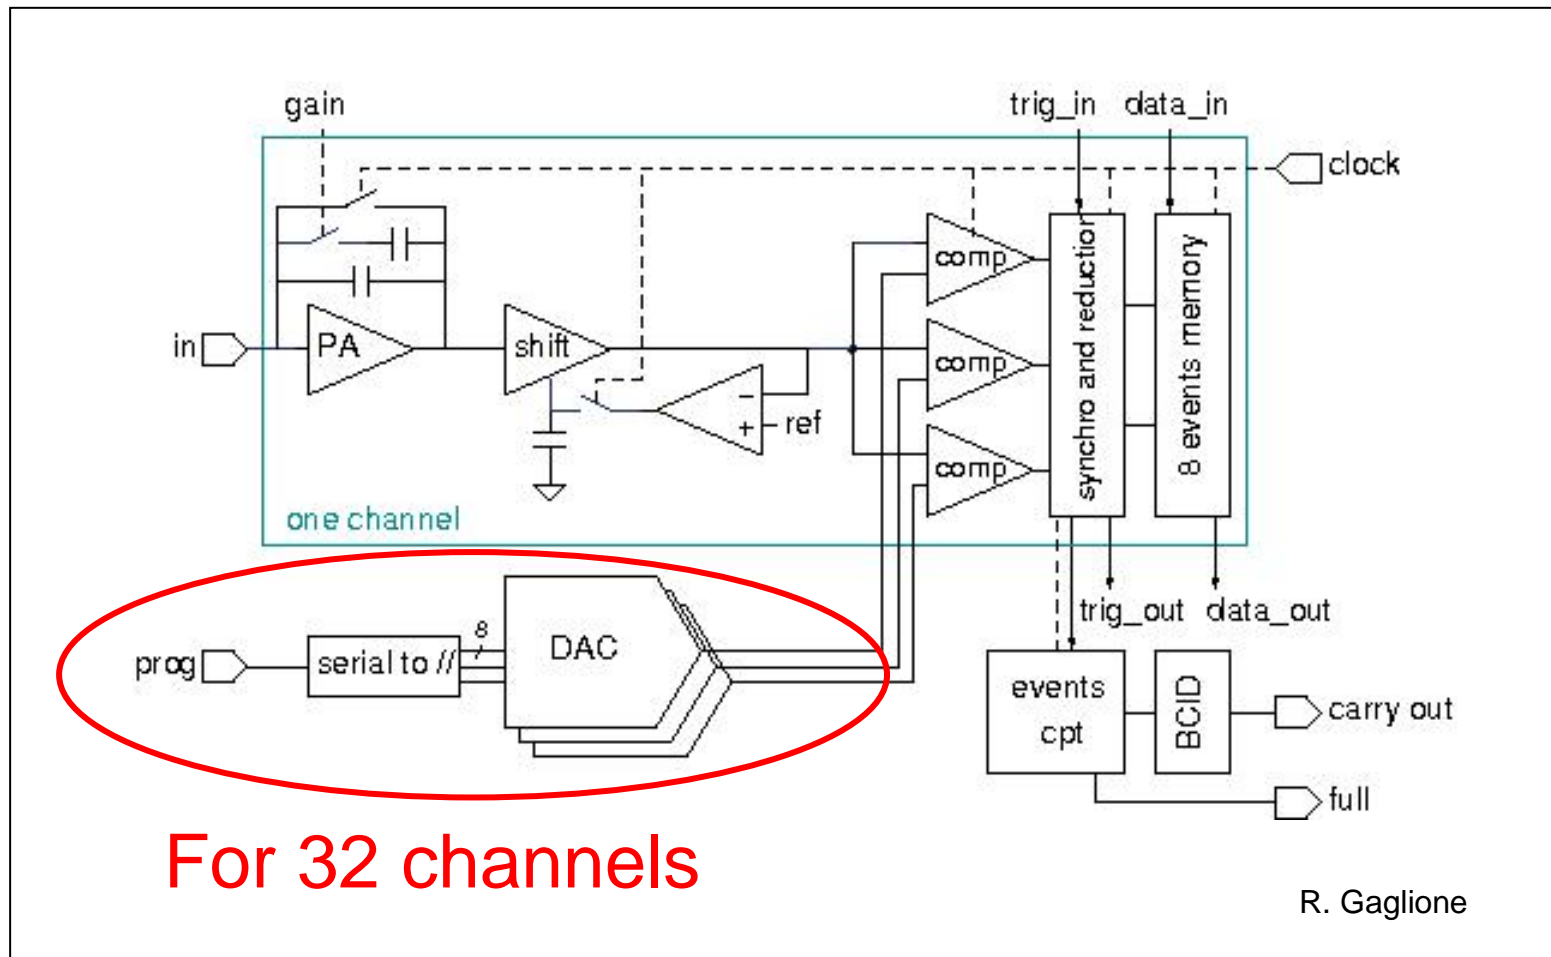 gain
trig_in data_in
clock
in
PA
shift
comp
comp
comp
ref
synchro and reduction
8 events memory
one channel
trig_out data_out
prog
serial to //
8
DAC
events
cpt
BCID
carry out
full
For 32 channels
R. Gaglione